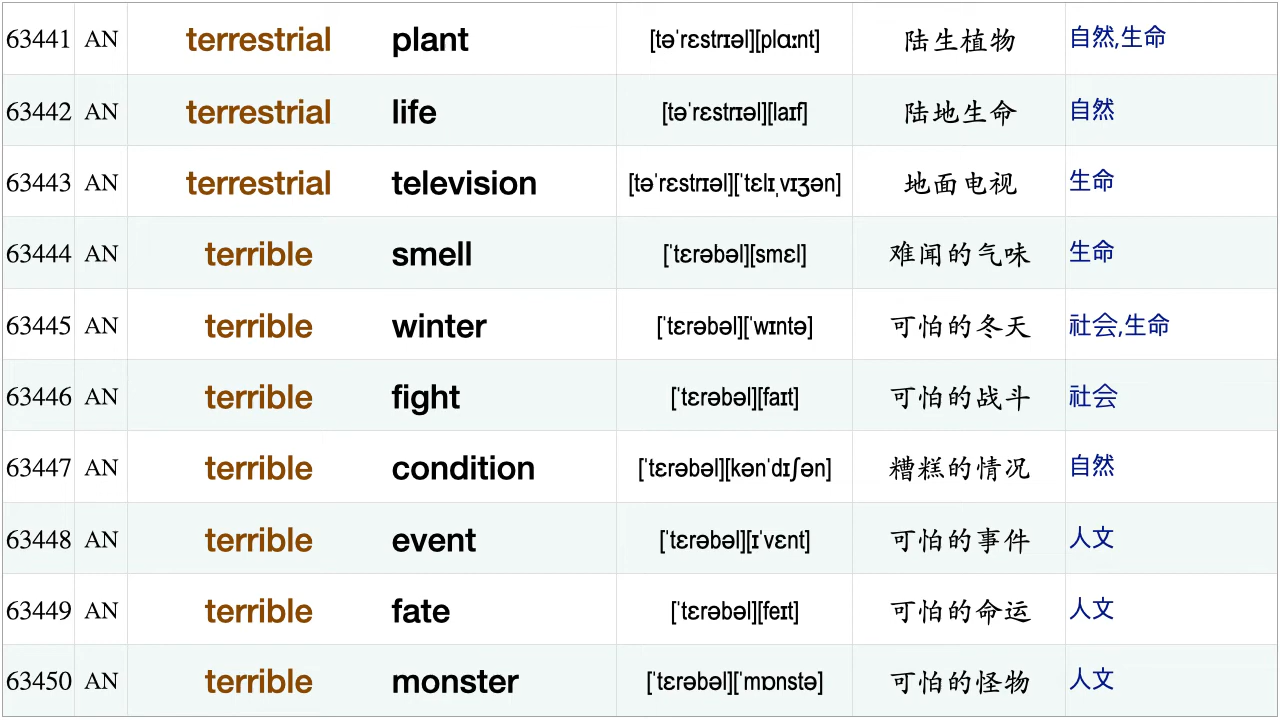 63441 AN terrestrial plant [təˈrɛstrɪəl][plɑːnt] 陆生植物 自然,生命
63442 AN terrestrial life [təˈrɛstrɪəl][laɪf] 陆地生命 自然
63443 AN terrestrial television [təˈrɛstrɪəl][ˈtɛlɪˌvɪʒən] 地面电视 生命
63444 AN terrible smell [ˈtɛrəbəl][smɛl] 难闻的气味 生命
63445 AN terrible winter [ˈtɛrəbəl][ˈwɪntə] 可怕的冬天 社会,生命
63446 AN terrible fight [ˈtɛrəbəl][faɪt] 可怕的战斗 社会
63447 AN terrible condition [ˈtɛrəbəl][kənˈdɪʃən] 糟糕的情况 自然
63448 AN terrible event [ˈtɛrəbəl][ɪˈvɛnt] 可怕的事件 人文
63449 AN terrible fate [ˈtɛrəbəl][feɪt] 可怕的命运 人文
63450 AN terrible monster [ˈtɛrəbəl][ˈmɒnstə] 可怕的怪物 人文